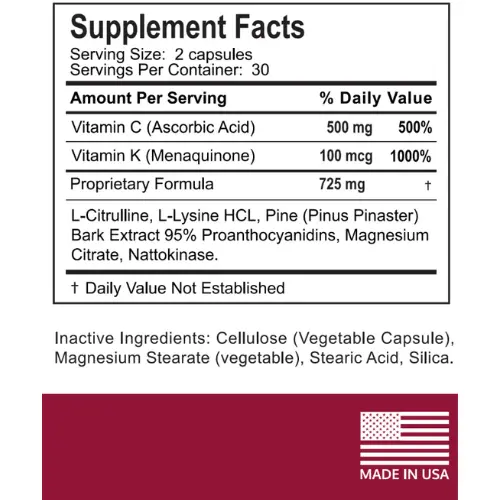 Supplement Facts
Serving Size: 2 capsules
Servings Per Container: 30
Amount Per Serving % Daily Value
Vitamin C (Ascorbic Acid) 500 mg 500%
Vitamin K (Menaquinone) 100 mcg 1000%
Proprietary Formula 725 mg †
L-Citrulline, L-Lysine HCL, Pine (Pinus Pinaster)
Bark Extract 95% Proanthocyanidins, Magnesium
Citrate, Nattokinase.
† Daily Value Not Established
Inactive Ingredients: Cellulose (Vegetable Capsule),
Magnesium Stearate (vegetable), Stearic Acid, Silica.
MADE IN USA